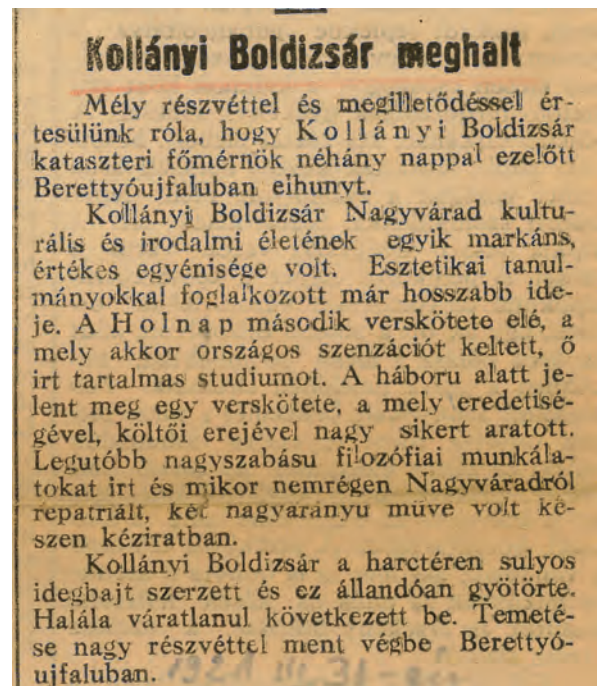 Kollányi Boldizsár meghalt
Mély részvéttel és megilletődéssel ér-
tesülünk róla, hogy Kollányi Boldizsár
kataszteri főmérnök néhány nappal ezelőtt
Berettyóujfaluban elhunyt.
Kollányi Boldizsár Nagyvárad kultu-
rális és irodalmi életének egyik markáns,
értékes egyénisége volt. Esztetikai tanul-
mányokkal foglalkozott már hosszabb ide-
je. A Holnap második verskötete elé, a
mely akkor országos szenzációt keltett, ő
irt tartalmas studiumot. A háboru alatt je-
lent meg egy verskötete, a mely eredetisé-
gével, költői erejével nagy sikert aratott.
Legutóbb nagyszabásu filozófiai munkála-
tokat irt és mikor nemrégen Nagyváradról
repatriált, két nagyarányu müve volt ké-
szen kéziratban.
Kollányi Boldizsár a harctéren sulyos
idegbajt szerzett és ez állandóan gyötörte.
Halála váratlanul következett be. Temeté-
se nagy részvéttel ment végbe Berettyó-
ujfaluban. 1921 III. 31-